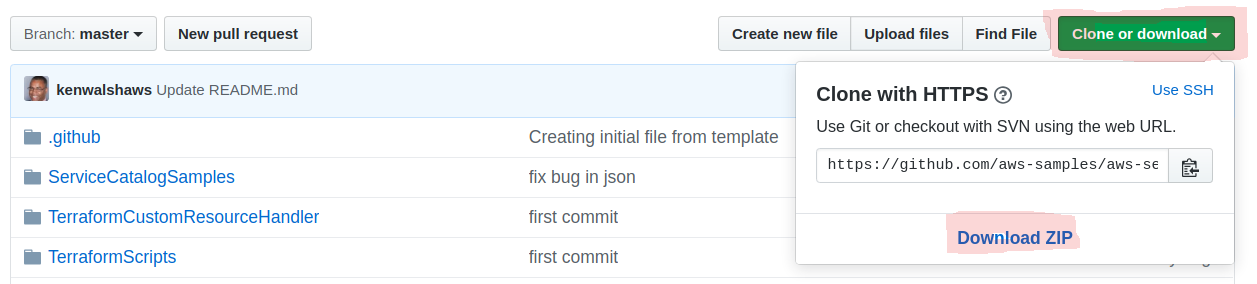 Branch: master
New pull request
Create new file
Upload files
Find File
Clone or download
kenwalshaws Update README.md
Clone with HTTPS
Use SSH
Use Git or checkout with SVN using the web URL.
https://github.com/aws-samples/aws-se
Download ZIP
.github
Creating initial file from template
ServiceCatalogSamples
fix bug in json
TerraformCustomResourceHandler
first commit
TerraformScripts
first commit